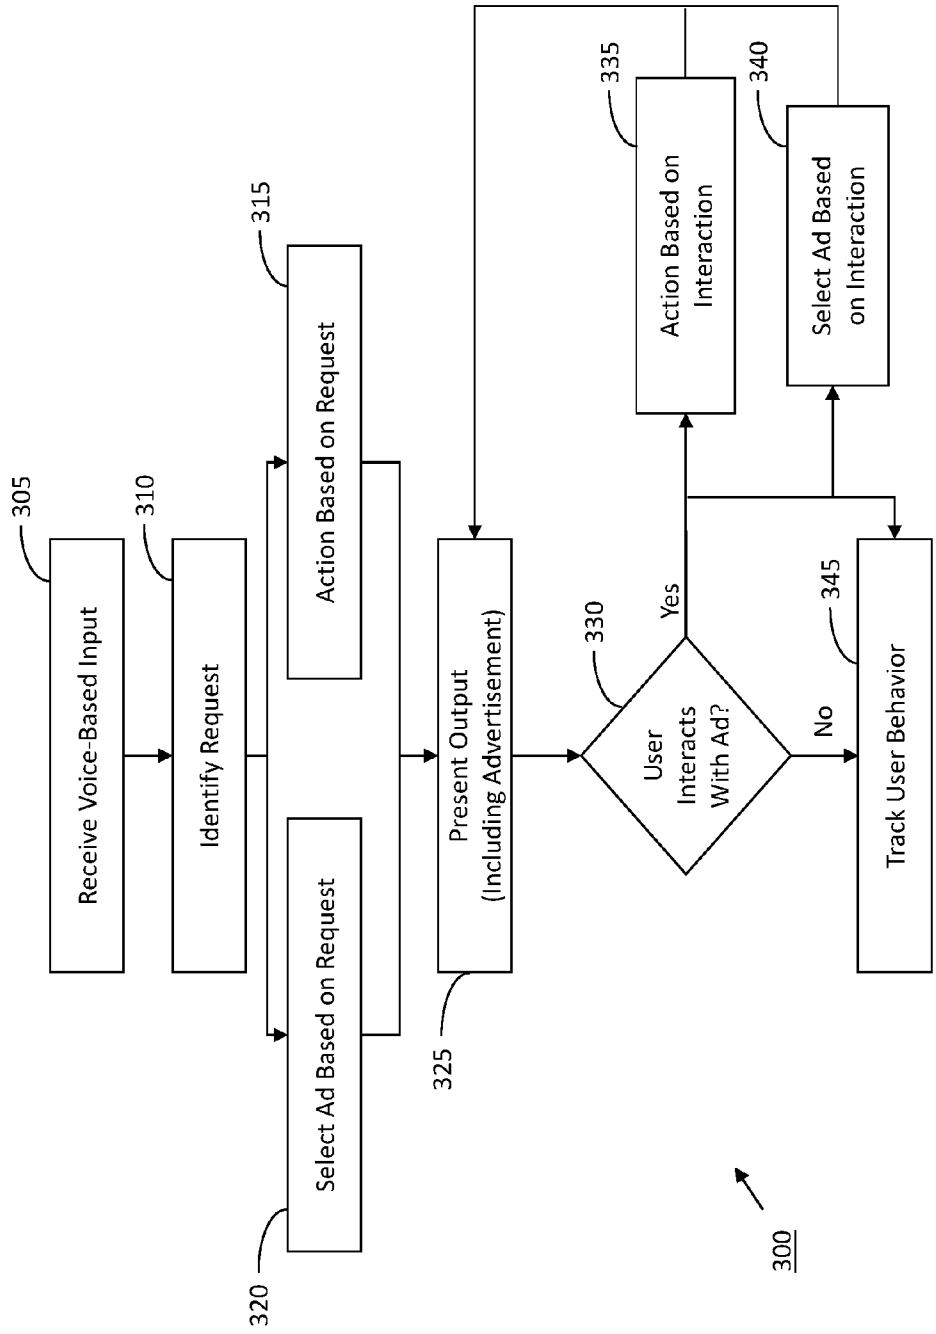 305
Receive Voice-Based Input
310
Identify Request
320
Select Ad Based on Request
315
Action Based on Request
325
Present Output
(Including Advertisement)
330
User
Interacts
With Ad?
Yes
335
Action Based on
Interaction
340
Select Ad Based
on Interaction
No
345
Track User Behavior
300